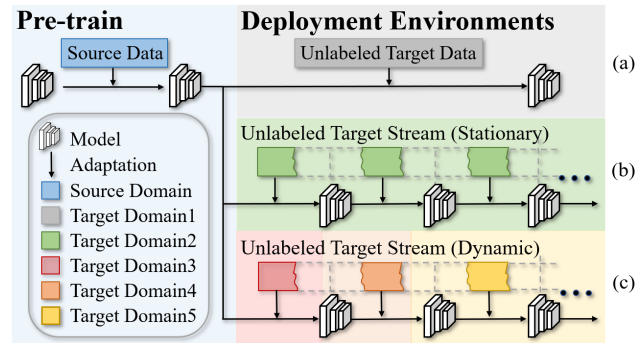 Pre-train
Deployment Environments
Source Data
Unlabeled Target Data
(a)
Unlabeled Target Stream (Stationary)
(b)
Unlabeled Target Stream (Dynamic)
(c)
Model
Adaptation
Source Domain
Target Domain1
Target Domain2
Target Domain3
Target Domain4
Target Domain5